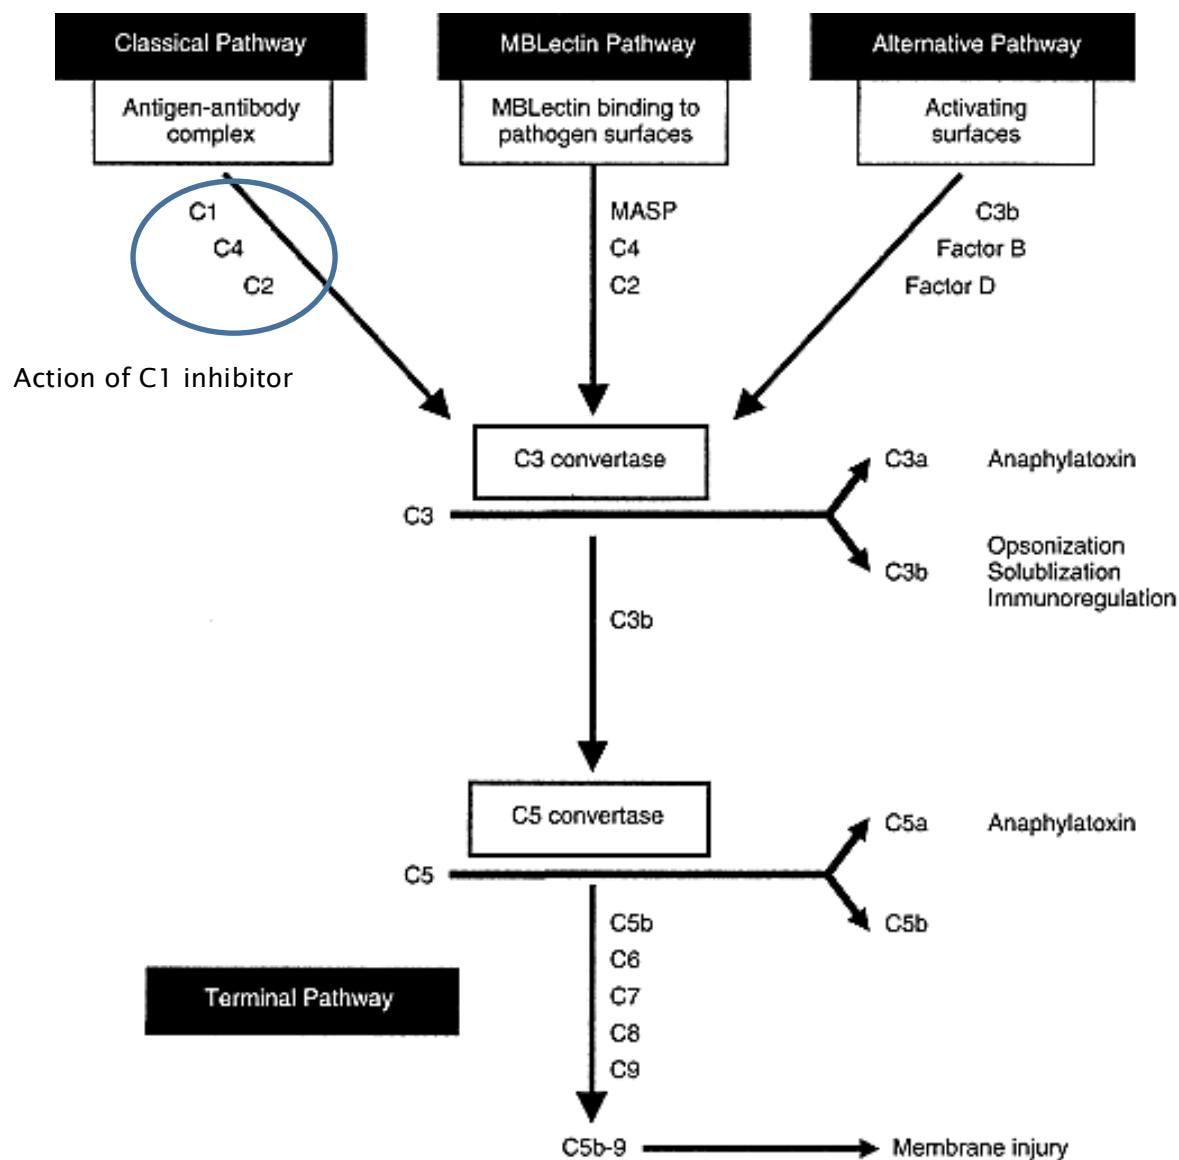 Classical Pathway
MBLectin Pathway
Alternative Pathway
Antigen-antibody
complex
MBLectin binding to
pathogen surfaces
Activating
surfaces
C1
C4
C2
MASP
C4
C2
C3b
Factor B
Factor D
Action of C1 inhibitor
C3 convertase
C3
C3a Anaphylatoxin
C3b
Opsonization
Solublization
Immunoregulation
C3b
C5 convertase
C5
C5a Anaphylatoxin
C5b
C5b
C6
C7
C8
C9
Terminal Pathway
C5b-9
Membrane injury